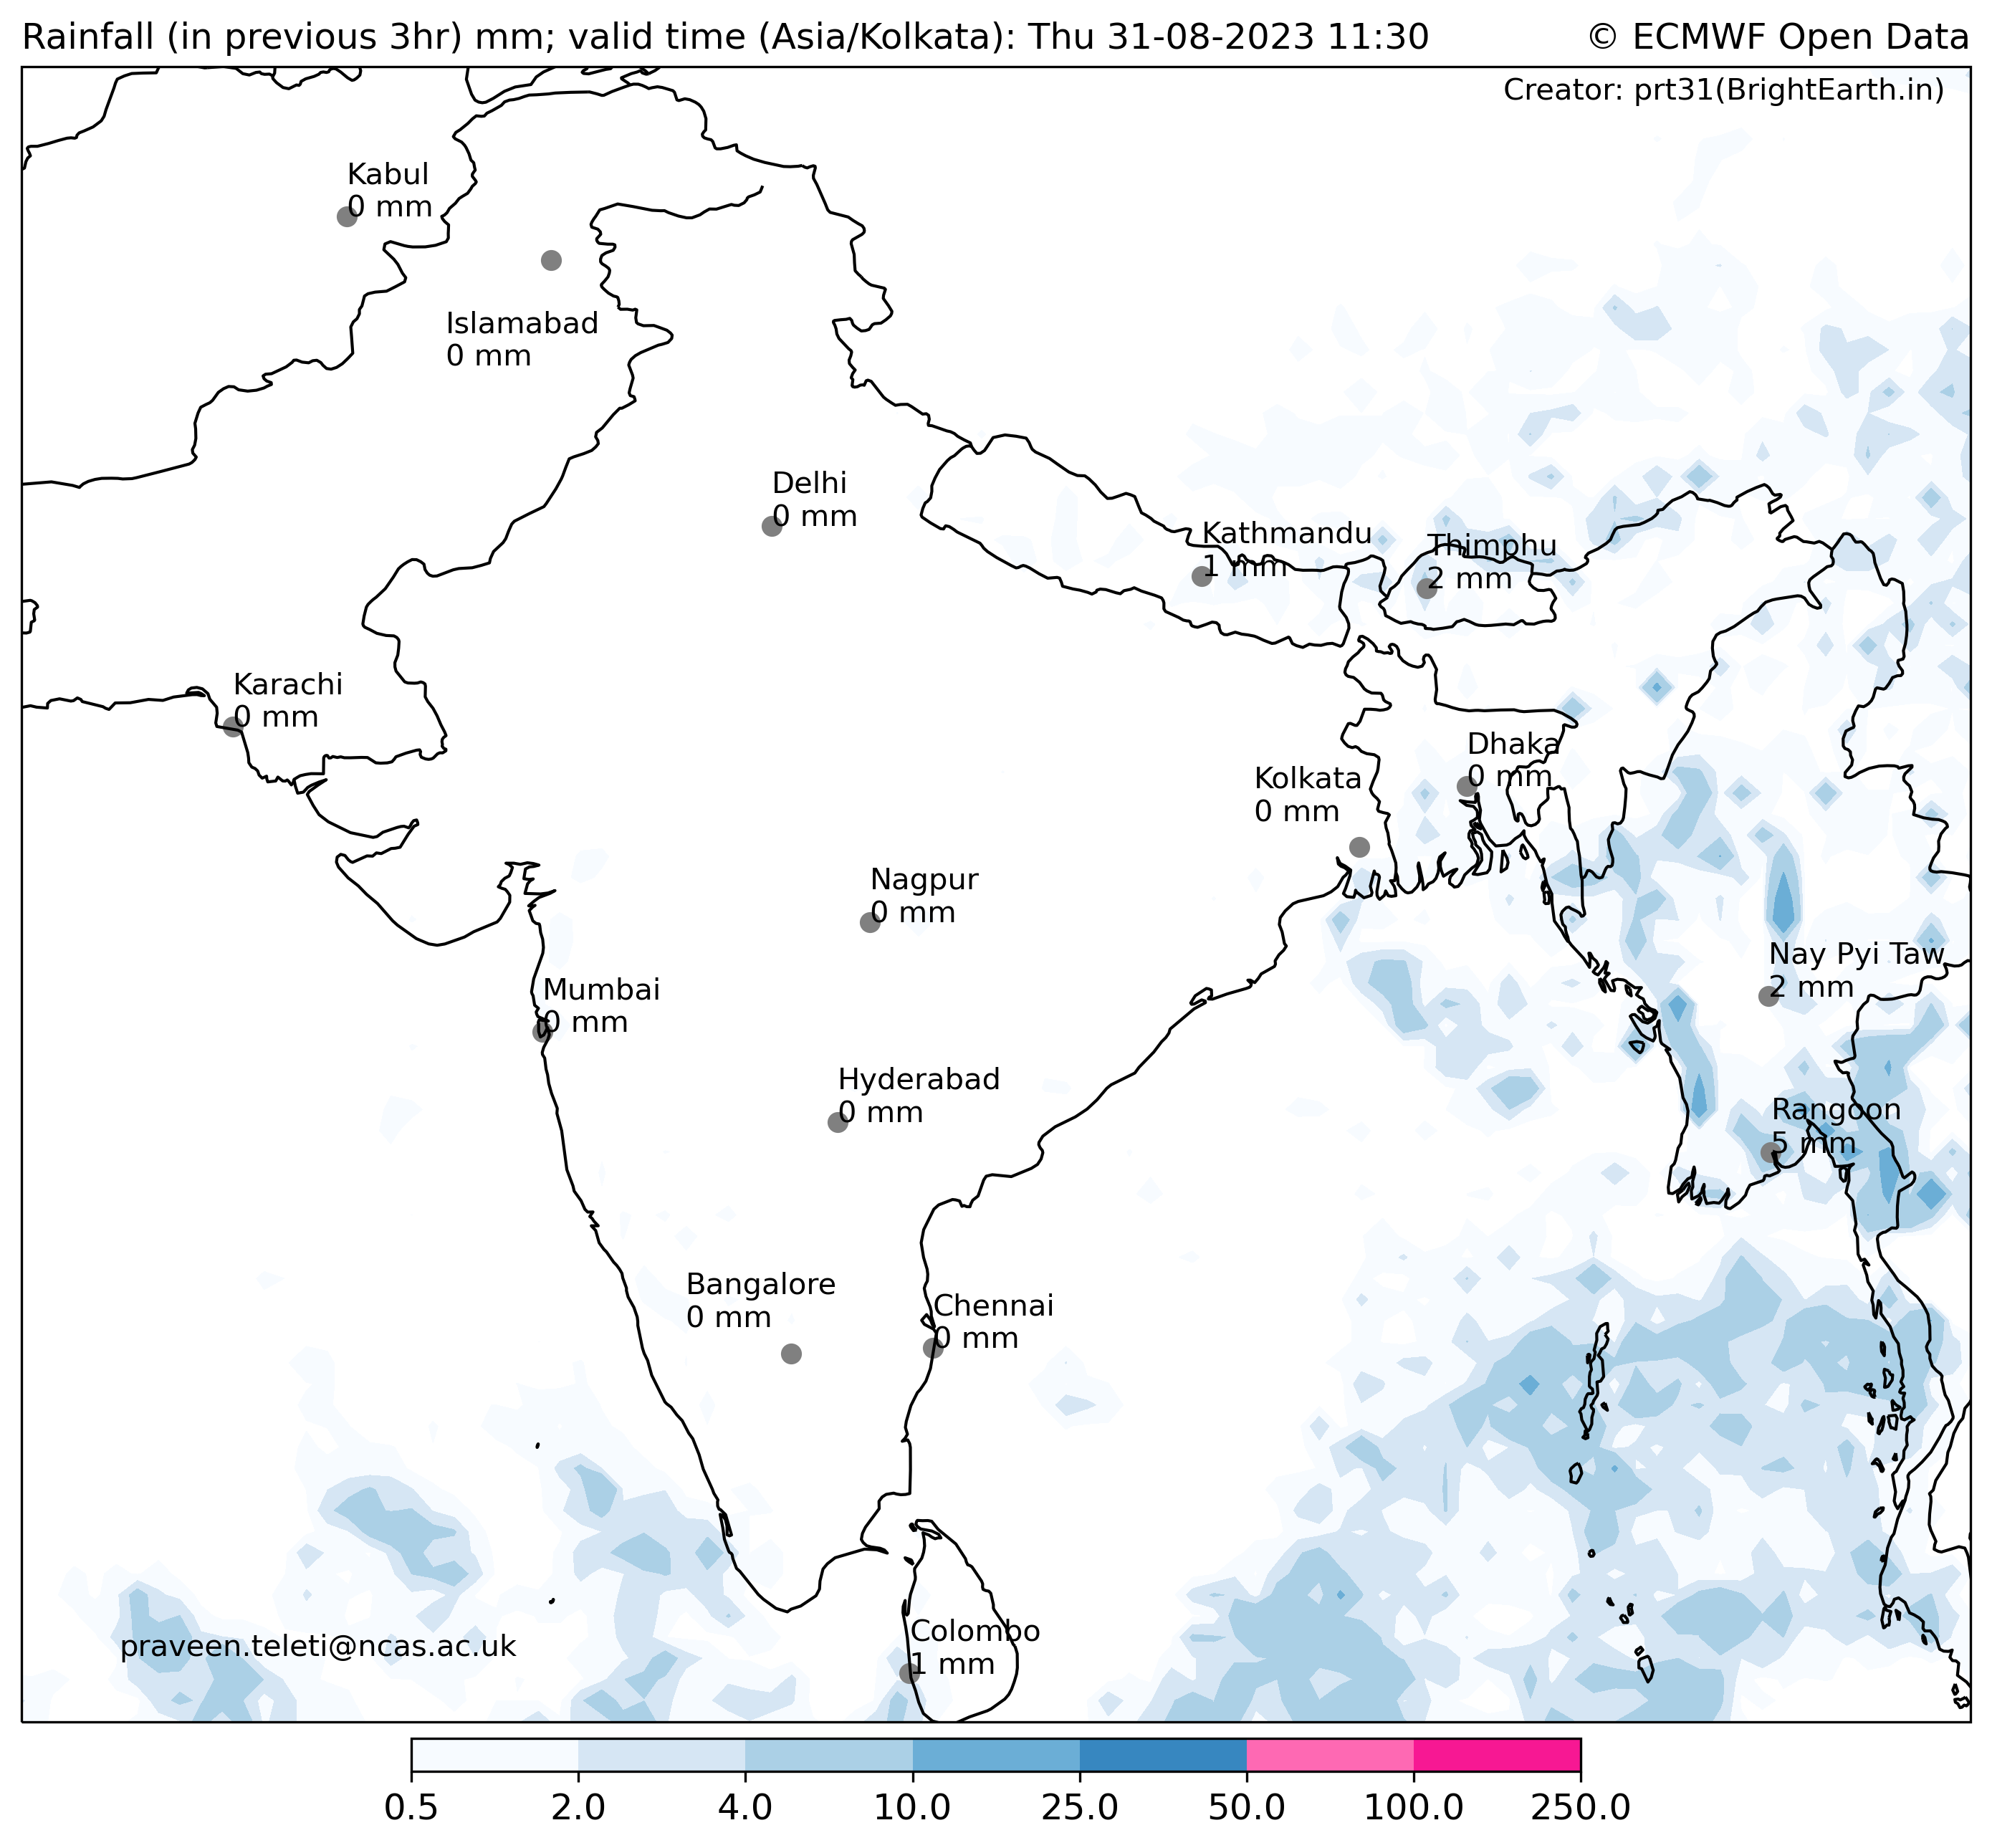 Rainfall (in previous 3hr) mm; valid time (Asia/Kolkata): Thu 31-08-2023 11:30
© ECMWF Open Data
Creator: prt31(BrightEarth.in)
Kabul
0 mm
Islamabad
0 mm
Delhi
0 mm
Kathmandu
1 mm
Thimphu
2 mm
Karachi
0 mm
Dhaka
0 mm
Kolkata
0 mm
Nagpur
0 mm
Nay Pyi Taw
2 mm
Mumbai
0 mm
Hyderabad
0 mm
Rangoon
5 mm
Bangalore
0 mm
Chennai
0 mm
Colombo
1 mm
praveen.teleti@ncas.ac.uk
0.5 2.0 4.0 10.0 25.0 50.0 100.0 250.0